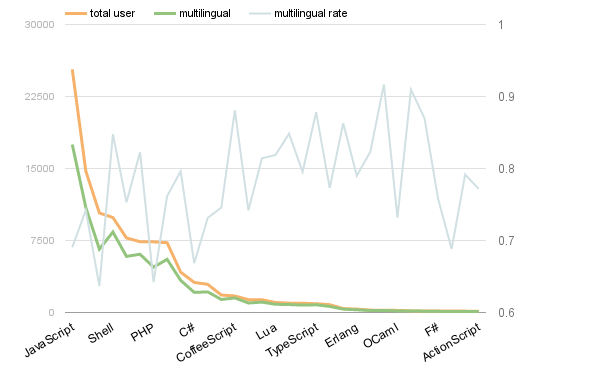 total user multilingual multilingual rate
30000 1
22500 0.9
15000 0.8
7500 0.7
0 0.6
JavaScript Shell PHP C# CoffeeScript Lua TypeScript Erlang OCaml F# ActionScript